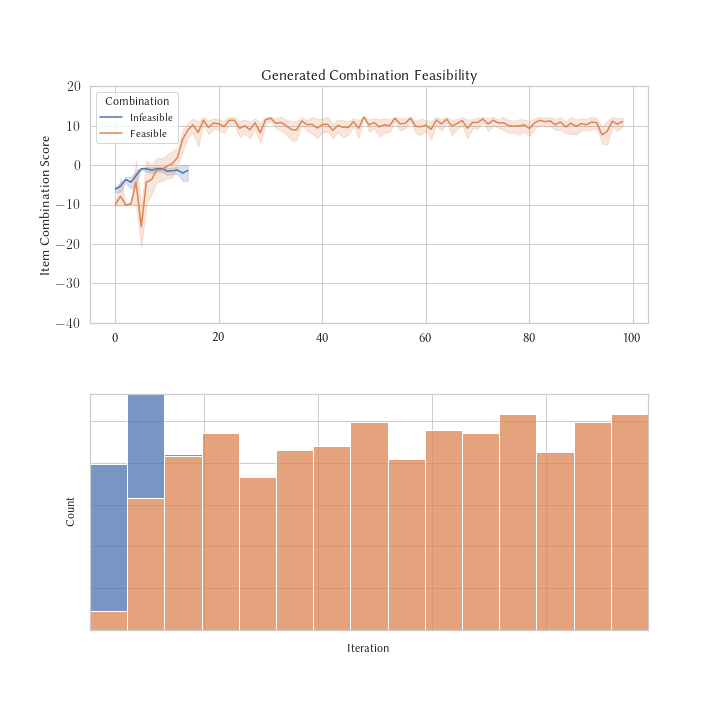 Generated Combination Feasibility
Combination
Infeasible
Feasible
Item Combination Score
20
10
0
−10
−20
−30
−40
0
20
40
60
80
100
Count
Iteration